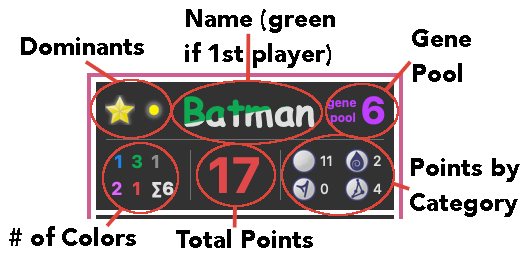 Name (green
if 1st player)
Dominants
Gene
Pool
Batman
gene
pool 6
1 3 1
2 1 Σ6
17
11 2
0 4
Points by
Category
# of Colors
Total Points